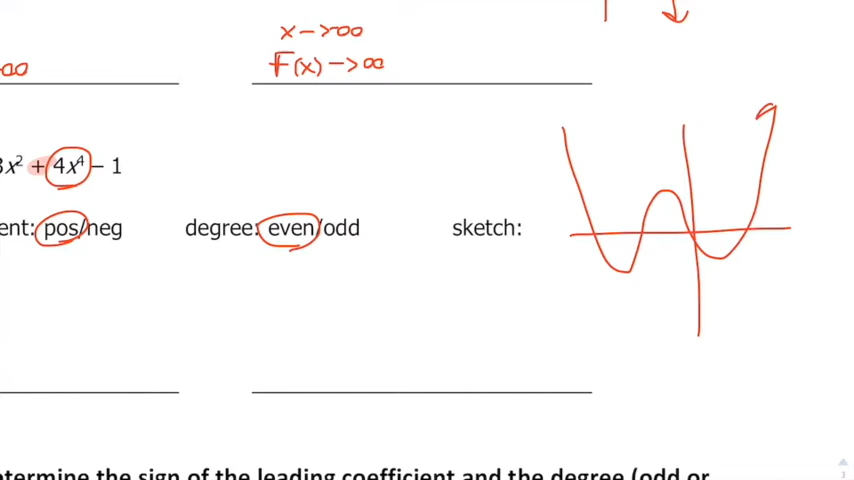 x->∞
->∞
F(x)->∞
3x² + 4x⁴ – 1
ent: pos/neg degree: even/odd sketch:
etermine the sign of the leading coefficient and the degree (odd or